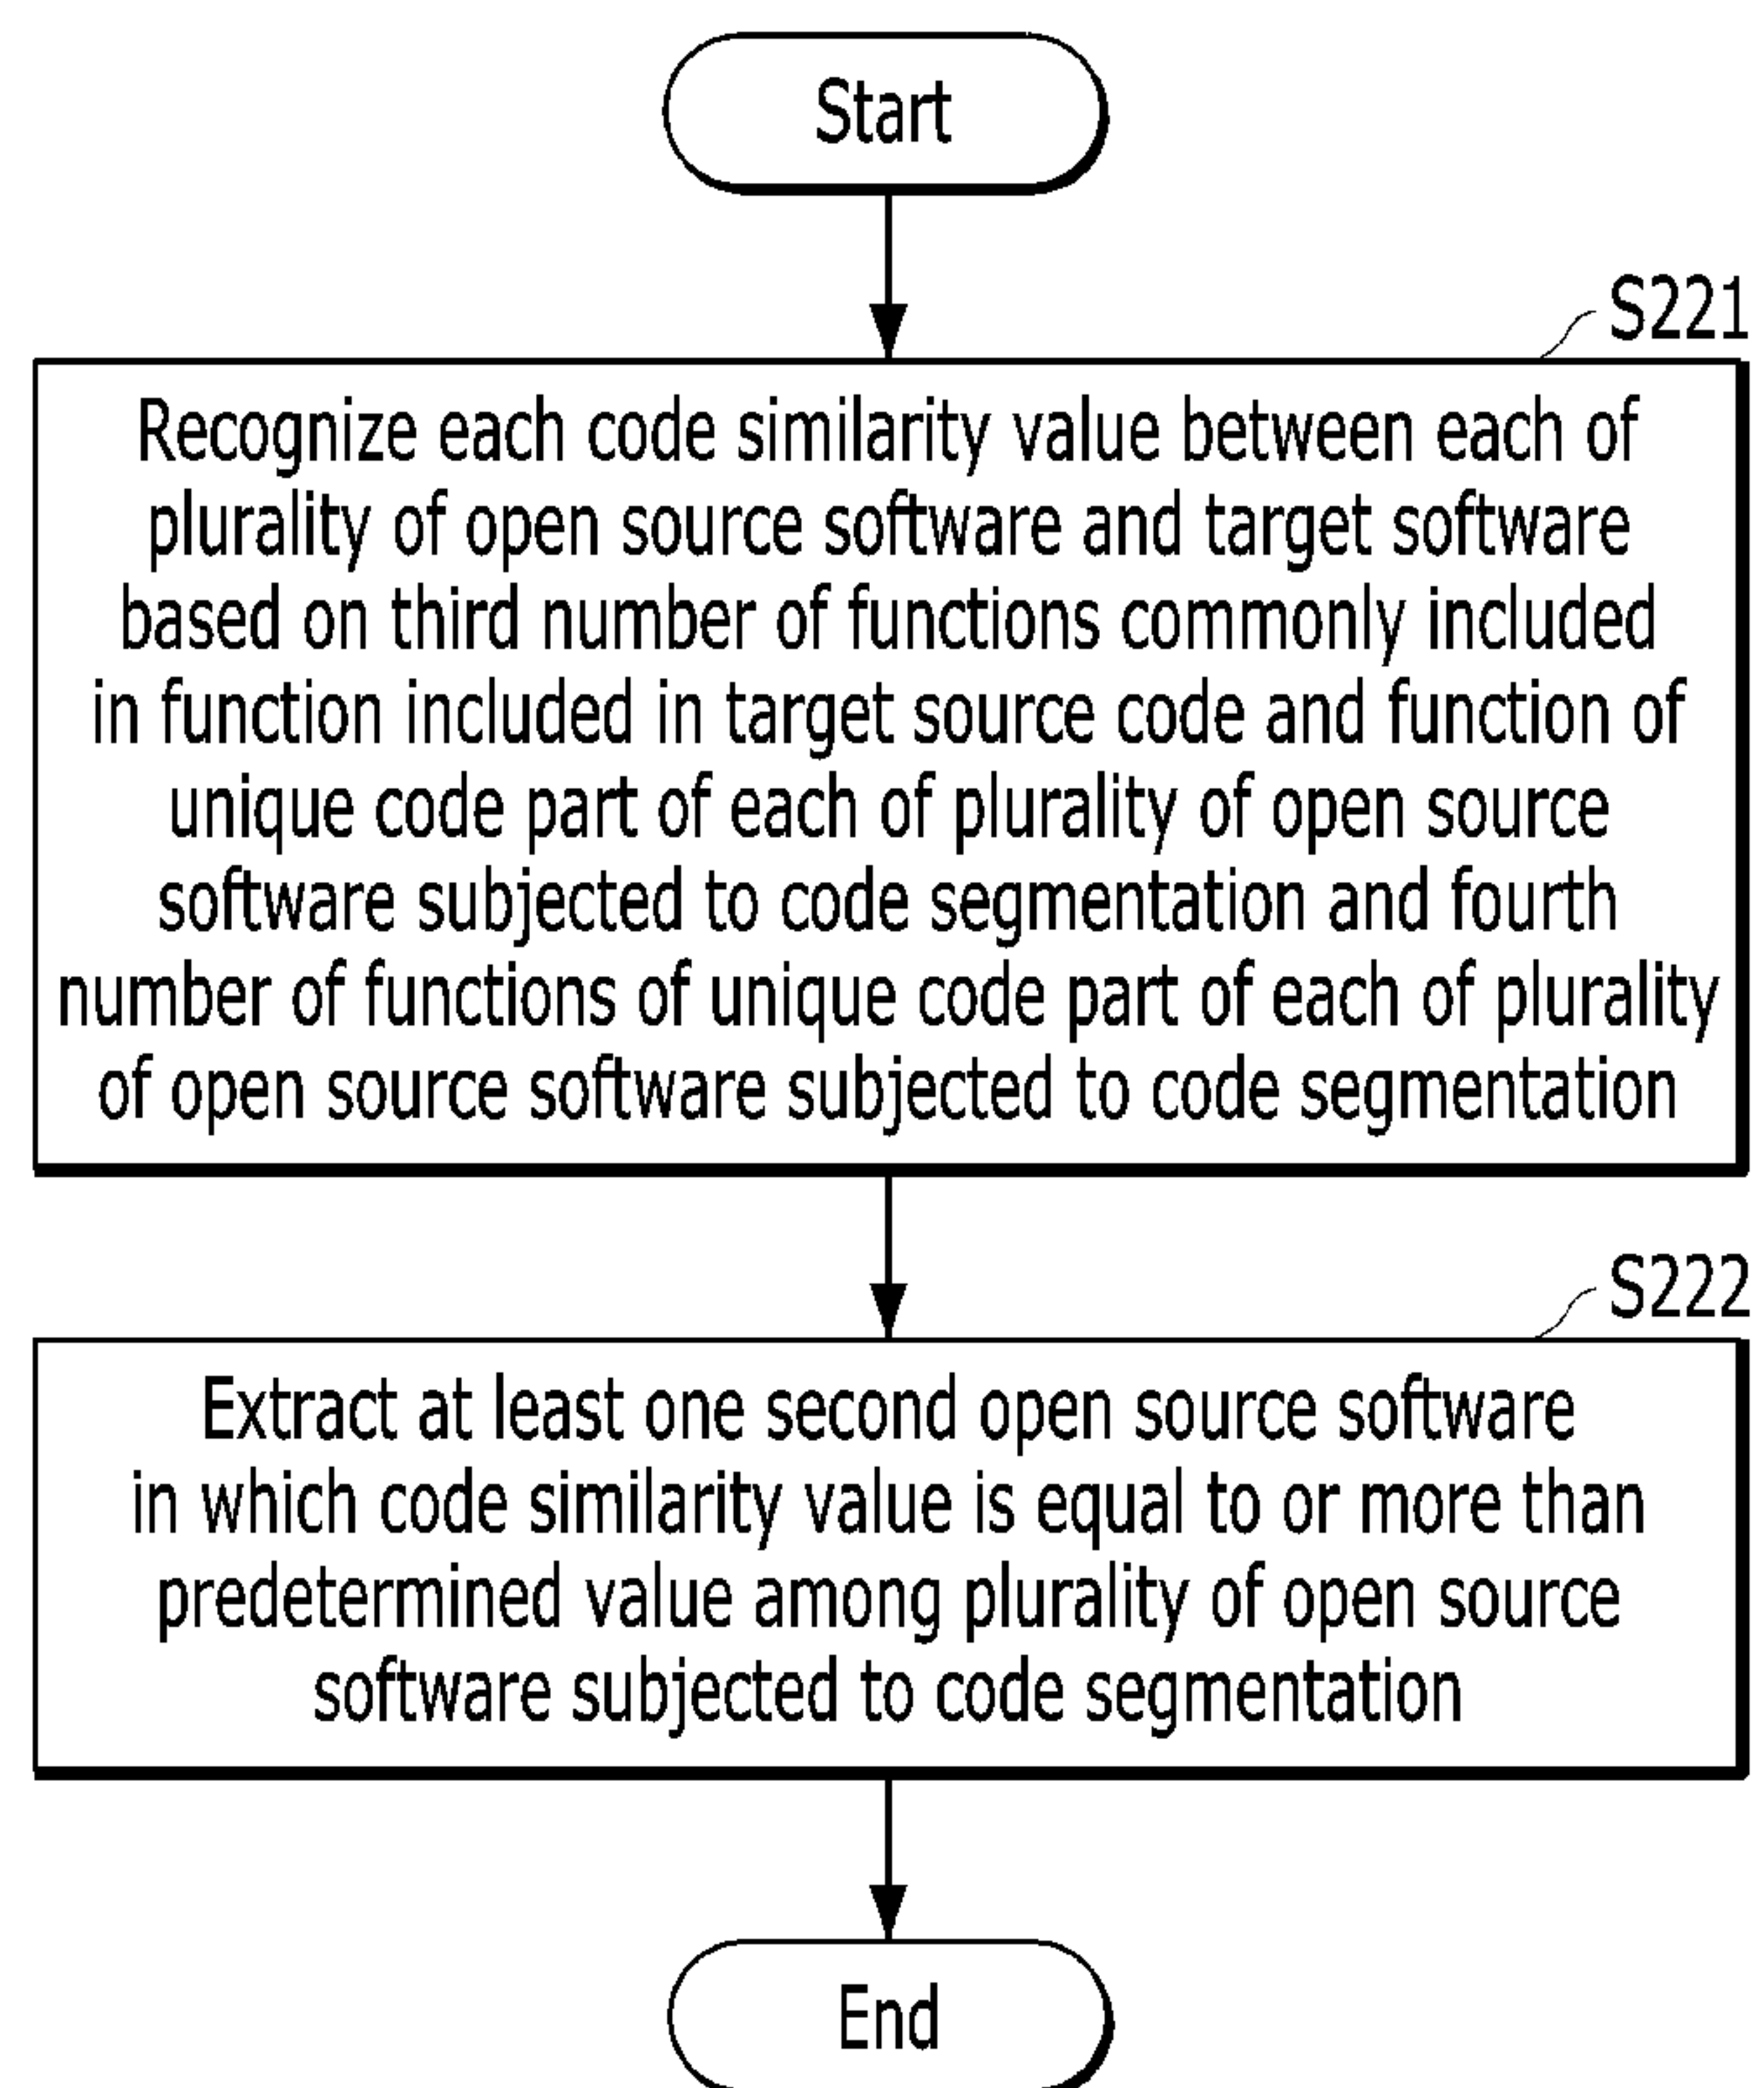 Start
S221
Recognize each code similarity value between each of
plurality of open source software and target software
based on third number of functions commonly included
in function included in target source code and function of
unique code part of each of plurality of open source
software subjected to code segmentation and fourth
number of functions of unique code part of each of plurality
of open source software subjected to code segmentation
S222
Extract at least one second open source software
in which code similarity value is equal to or more than
predetermined value among plurality of open source
software subjected to code segmentation
End